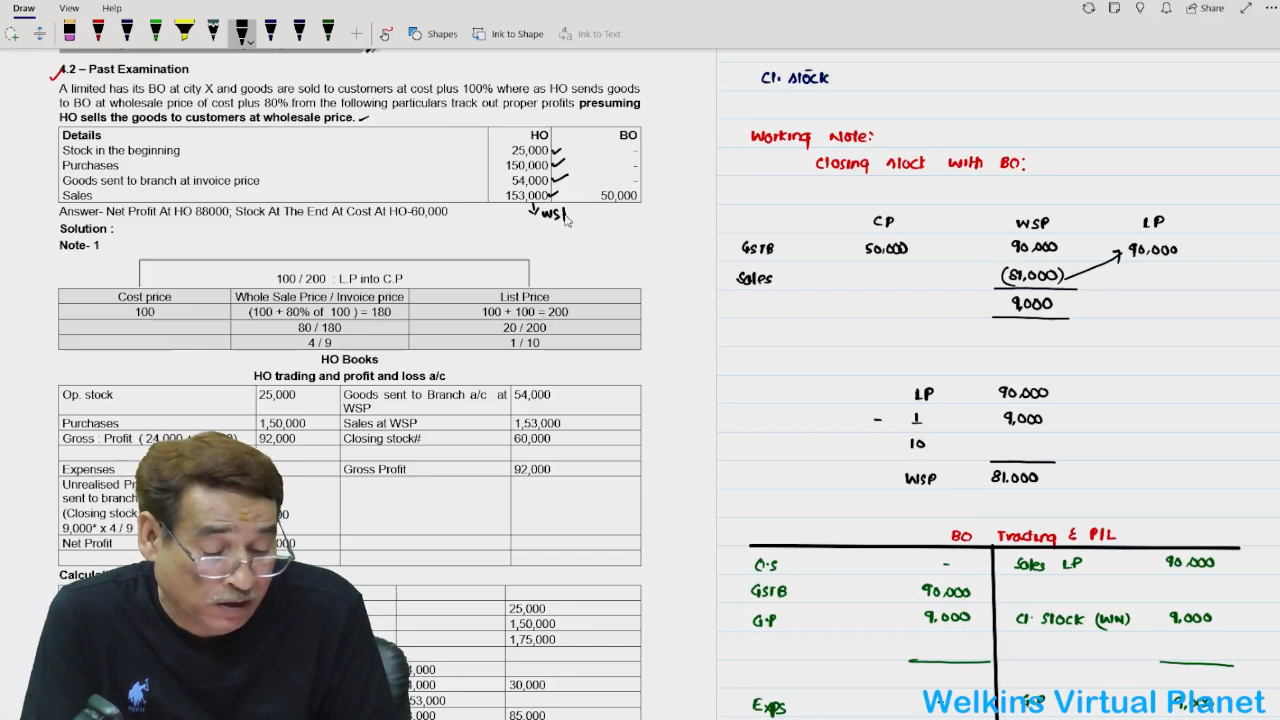 Draw View Help Share
Shapes Ink to Shape Ink to Text
4.2 – Past Examination
A limited has its BO at city X and goods are sold to customers at cost plus 100% where as HO sends goods
to BO at wholesale price of cost plus 80%.from the following particulars track out proper profits presuming
HO sells the goods to customers at wholesale price.
Details HO BO
Stock in the beginning 25,000 -
Purchases 150,000 -
Goods sent to branch at invoice price 54,000 -
Sales 153,000 50,000
Answer- Net Profit At HO 88000; Stock At The End At Cost At HO-60,000
WSP
Solution :
Note- 1
100 / 200 : L.P into C.P
Cost price Whole Sale Price / Invoice price List Price
100 (100 + 80% of 100 ) = 180 100 + 100 = 200
80 / 180 20 / 200
4 / 9 1 / 10
HO Books
HO trading and profit and loss a/c
Op. stock 25,000 Goods sent to Branch a/c at WSP 54,000
Purchases 1,50,000 Sales at WSP 1,53,000
Gross : Profit ( 24,000 92,000 Closing stock# 60,000
Expenses Gross Profit 92,000
Unrealised
sent to branch
(Closing stock
9,000* x 4 / 9
Net Profit
25,000
1,50,000
1,75,000
30,000
85,000
Cl. Stock
Working Note:
Closing stock with BO:
CP WSP LP
GSTB 50,000 90,000 90,000
Sales (81,000)
9,000
LP 90,000
- 1 9,000
10
WSP 81,000
BO Trading & P/L
O.S - Sales LP 90,000
GSTB 90,000
G.P 9,000 Cl. Stock (WN) 9,000
Exps
Welkins Virtual Planet